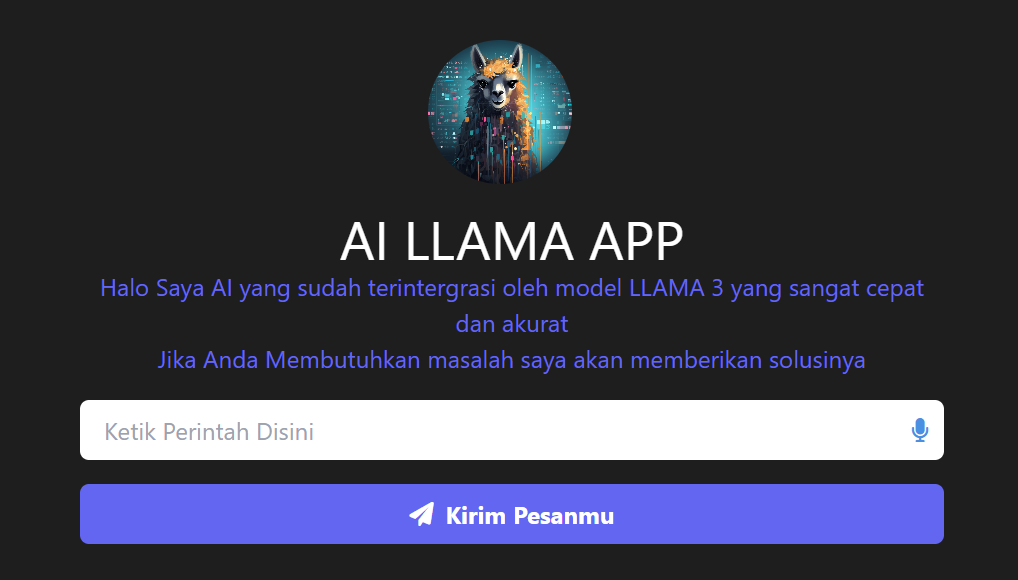 AI LLAMA APP
Halo Saya AI yang sudah terintergrasi oleh model LLAMA 3 yang sangat cepat
dan akurat
Jika Anda Membutuhkan masalah saya akan memberikan solusinya
Ketik Perintah Disini
Kirim Pesanmu